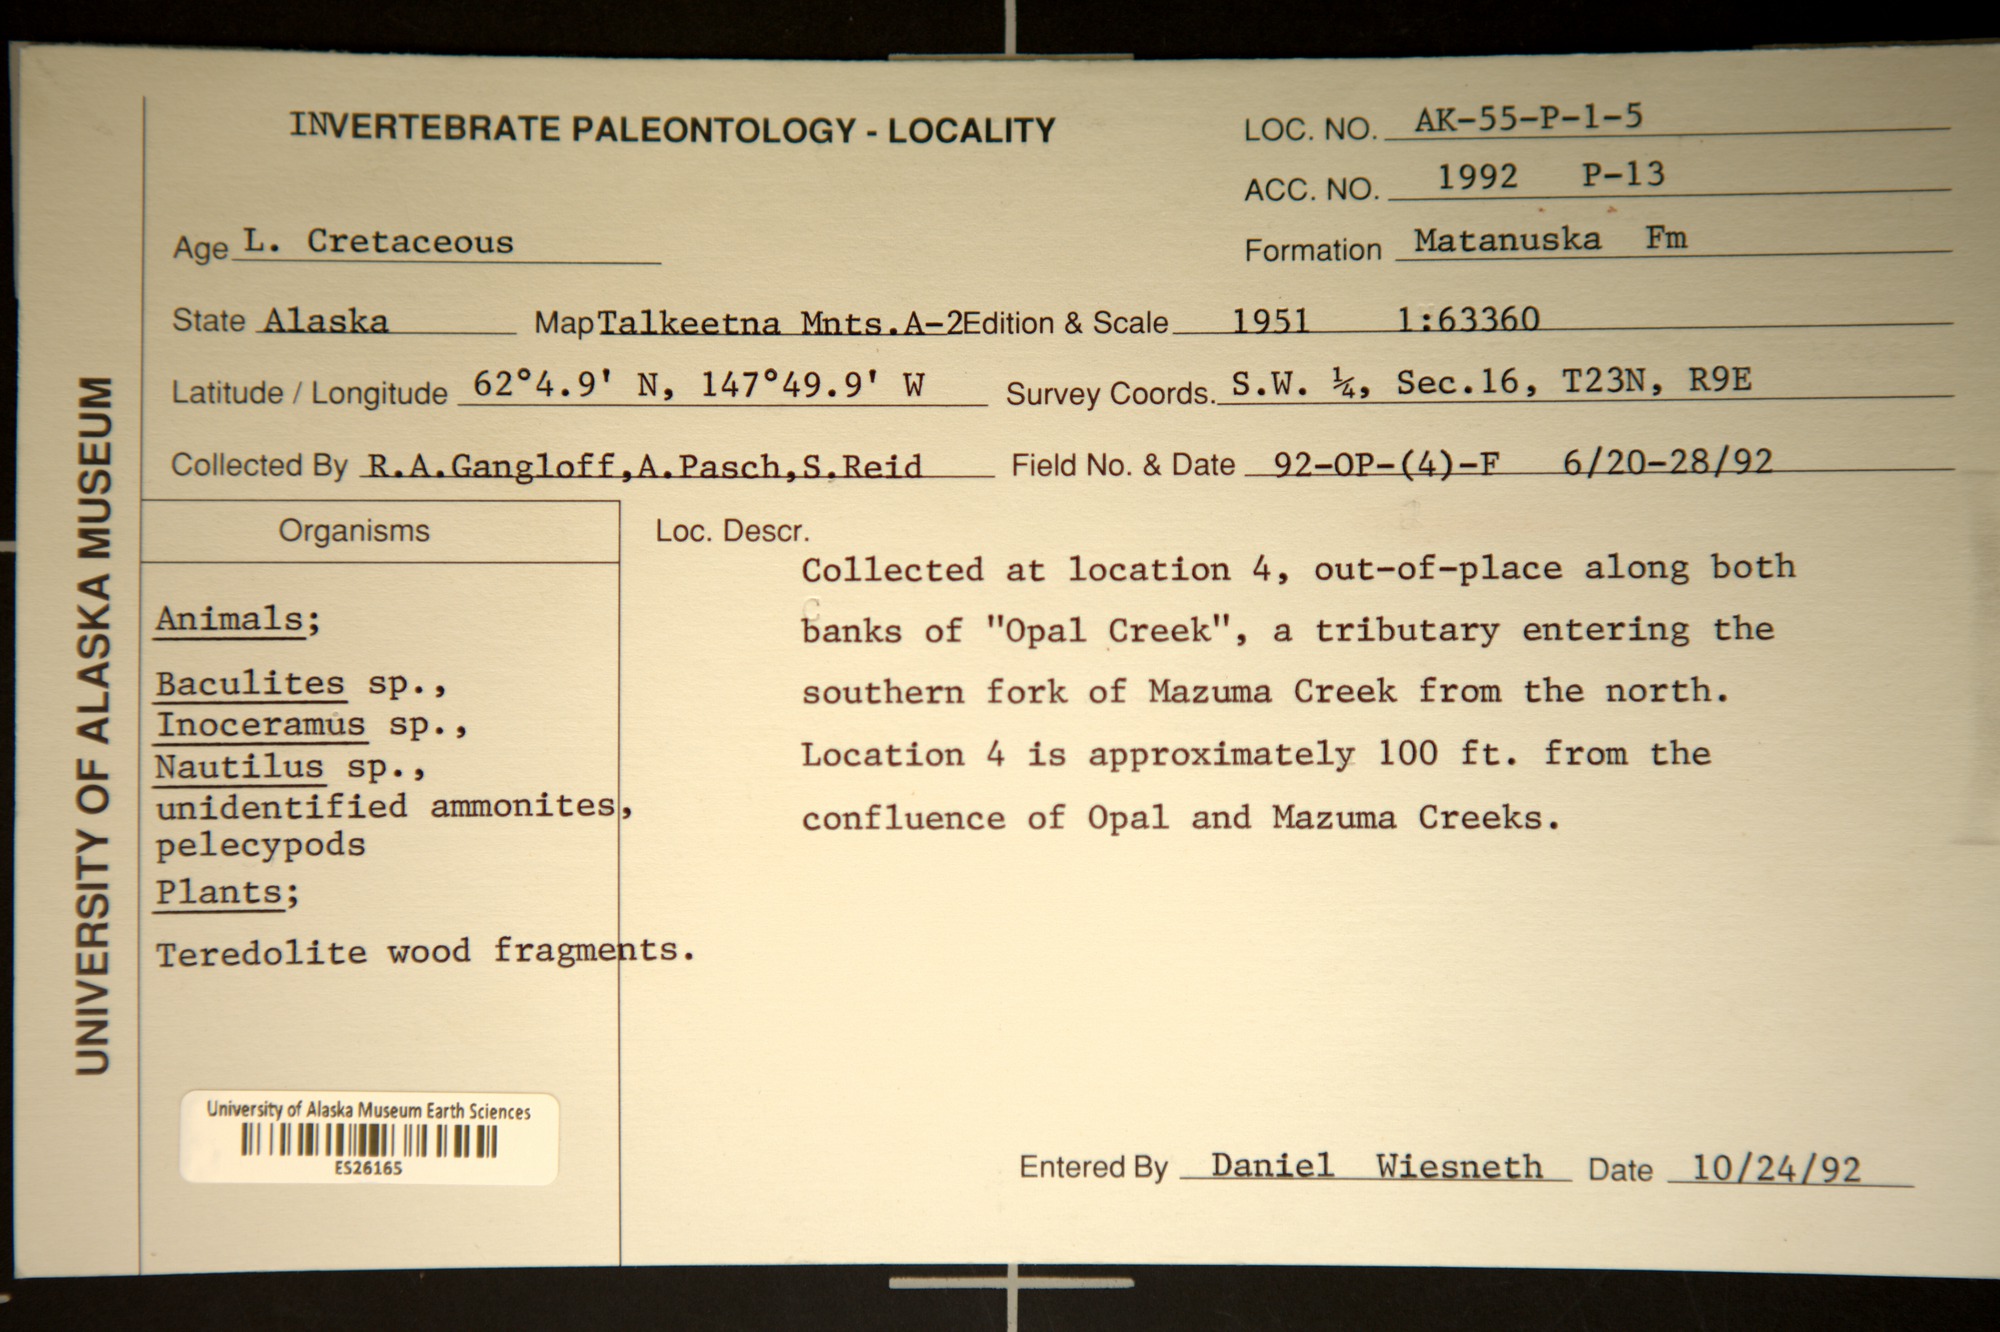 INVERTEBRATE PALEONTOLOGY - LOCALITY
LOC. NO. AK-55-P-1-5
ACC. NO. 1992 P-13
Age L. Cretaceous
Formation Matanuska Fm
State Alaska Map Talkeetna Mnts.A-2 Edition & Scale 1951 1:63360
Latitude / Longitude 62°4.9' N, 147°49.9' W Survey Coords. S.W. ¼, Sec.16, T23N, R9E
Collected By R.A.Gangloff,A.Pasch,S.Reid Field No. & Date 92-OP-(4)-F 6/20-28/92
UNIVERSITY OF ALASKA MUSEUM
Organisms
Animals;
Baculites sp.,
Inoceramus sp.,
Nautilus sp.,
unidentified ammonites,
pelecypods
Plants;
Teredolite wood fragments.
Loc. Descr.
Collected at location 4, out-of-place along both
banks of "Opal Creek", a tributary entering the
southern fork of Mazuma Creek from the north.
Location 4 is approximately 100 ft. from the
confluence of Opal and Mazuma Creeks.
University of Alaska Museum Earth Sciences
ES26165
Entered By Daniel Wiesneth Date 10/24/92